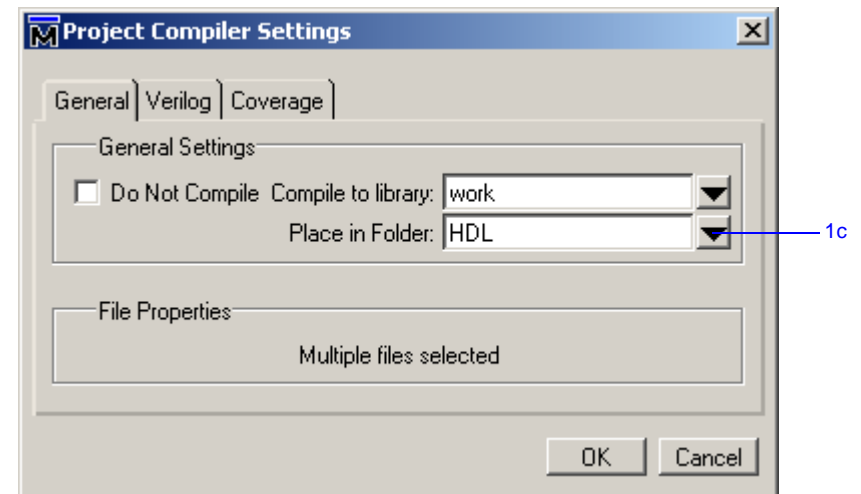 Project Compiler Settings
General Verilog Coverage
General Settings
Do Not Compile Compile to library: work
Place in Folder: HDL
1c
File Properties
Multiple files selected
OK Cancel